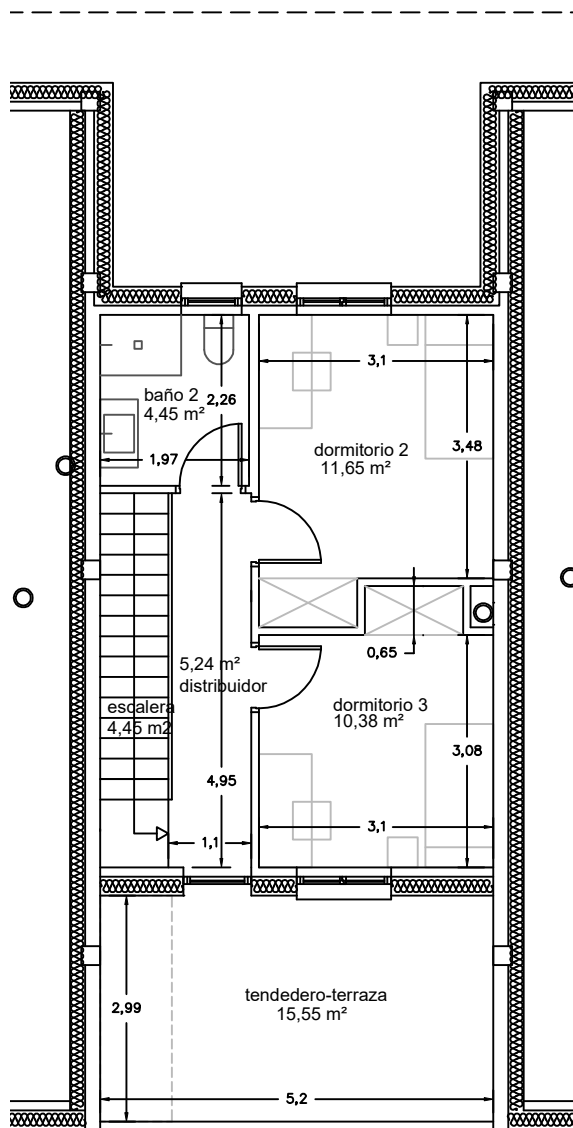 baño 2
4,45 m²
2,26
1,97
3,1
3,48
dormitorio 2
11,65 m²
0,65
5,24 m²
distribuidor
escalera
4,45 m2
dormitorio 3
10,38 m²
3,08
4,95
3,1
1,1
2,99
tendedero-terraza
15,55 m²
5,2